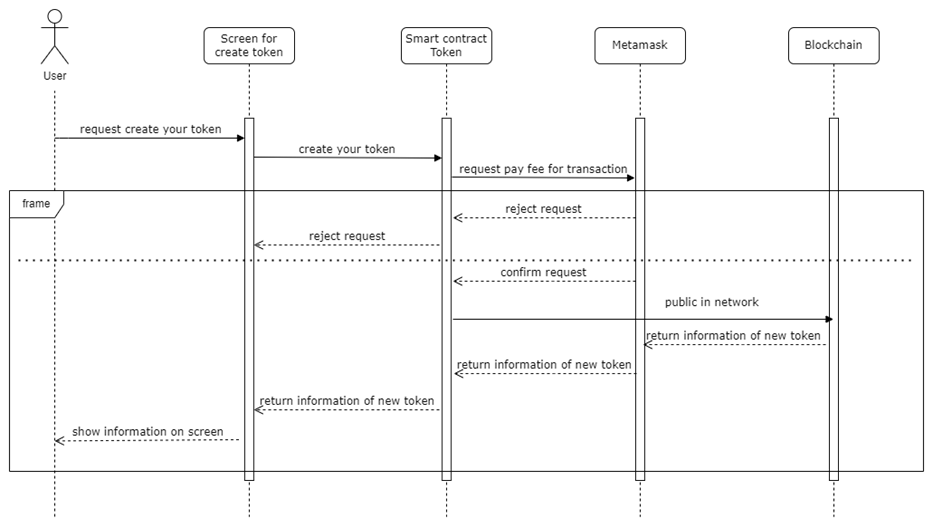 User
Screen for
create token
Smart contract
Token
Metamask
Blockchain
request create your token
create your token
request pay fee for transaction
frame
reject request
reject request
confirm request
public in network
return information of new token
return information of new token
return information of new token
show information on screen